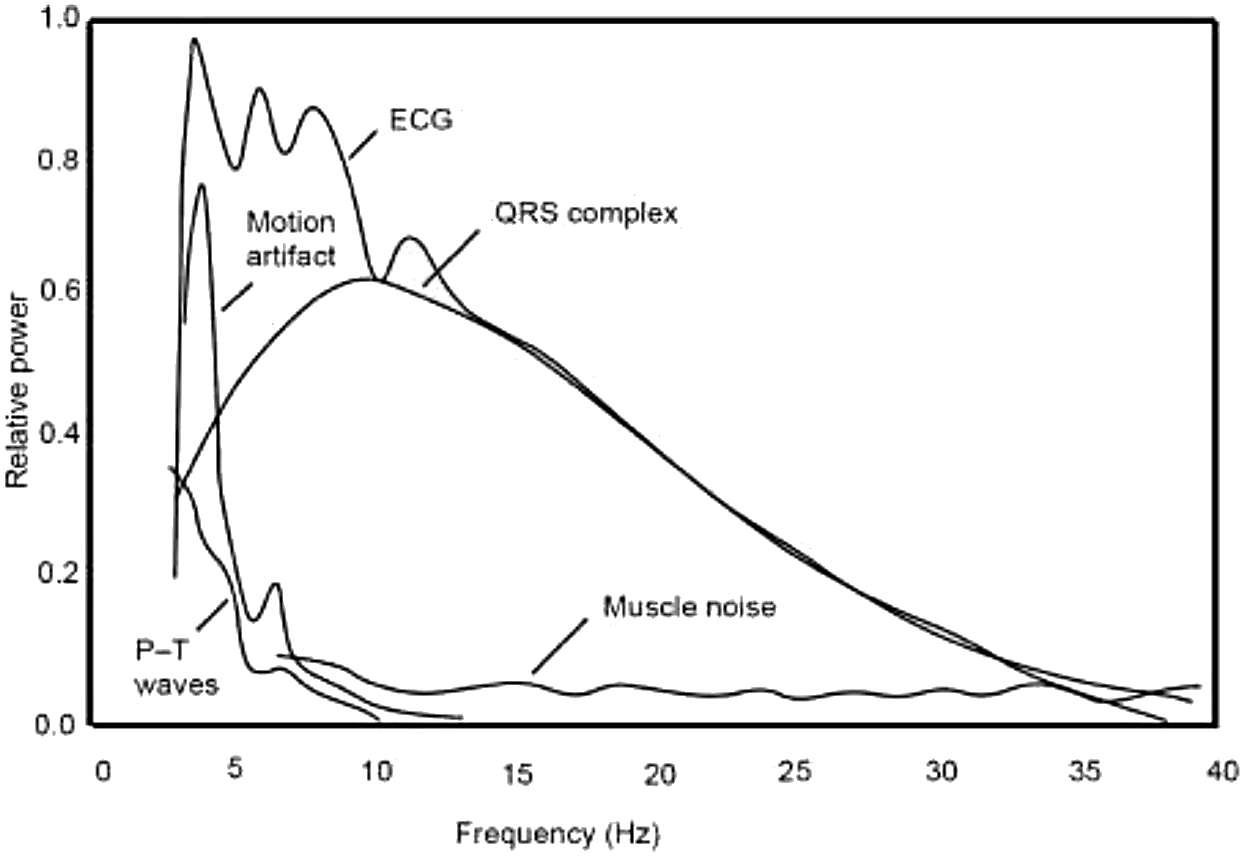 1.0
0.8
0.6
0.4
0.2
0.0
Relative power
ECG
QRS complex
Motion
artifact
Muscle noise
P–T
waves
0 5 10 15 20 25 30 35 40
Frequency (Hz)